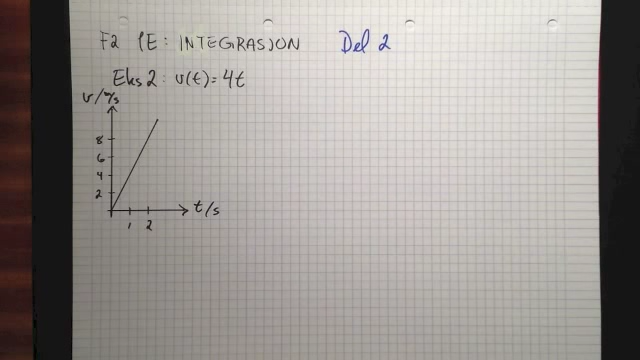 F2 1E: INTEGRASJON Del 2
Eks 2: v(t) = 4t
v/m/s
8
6
4
2
t/s
1 2